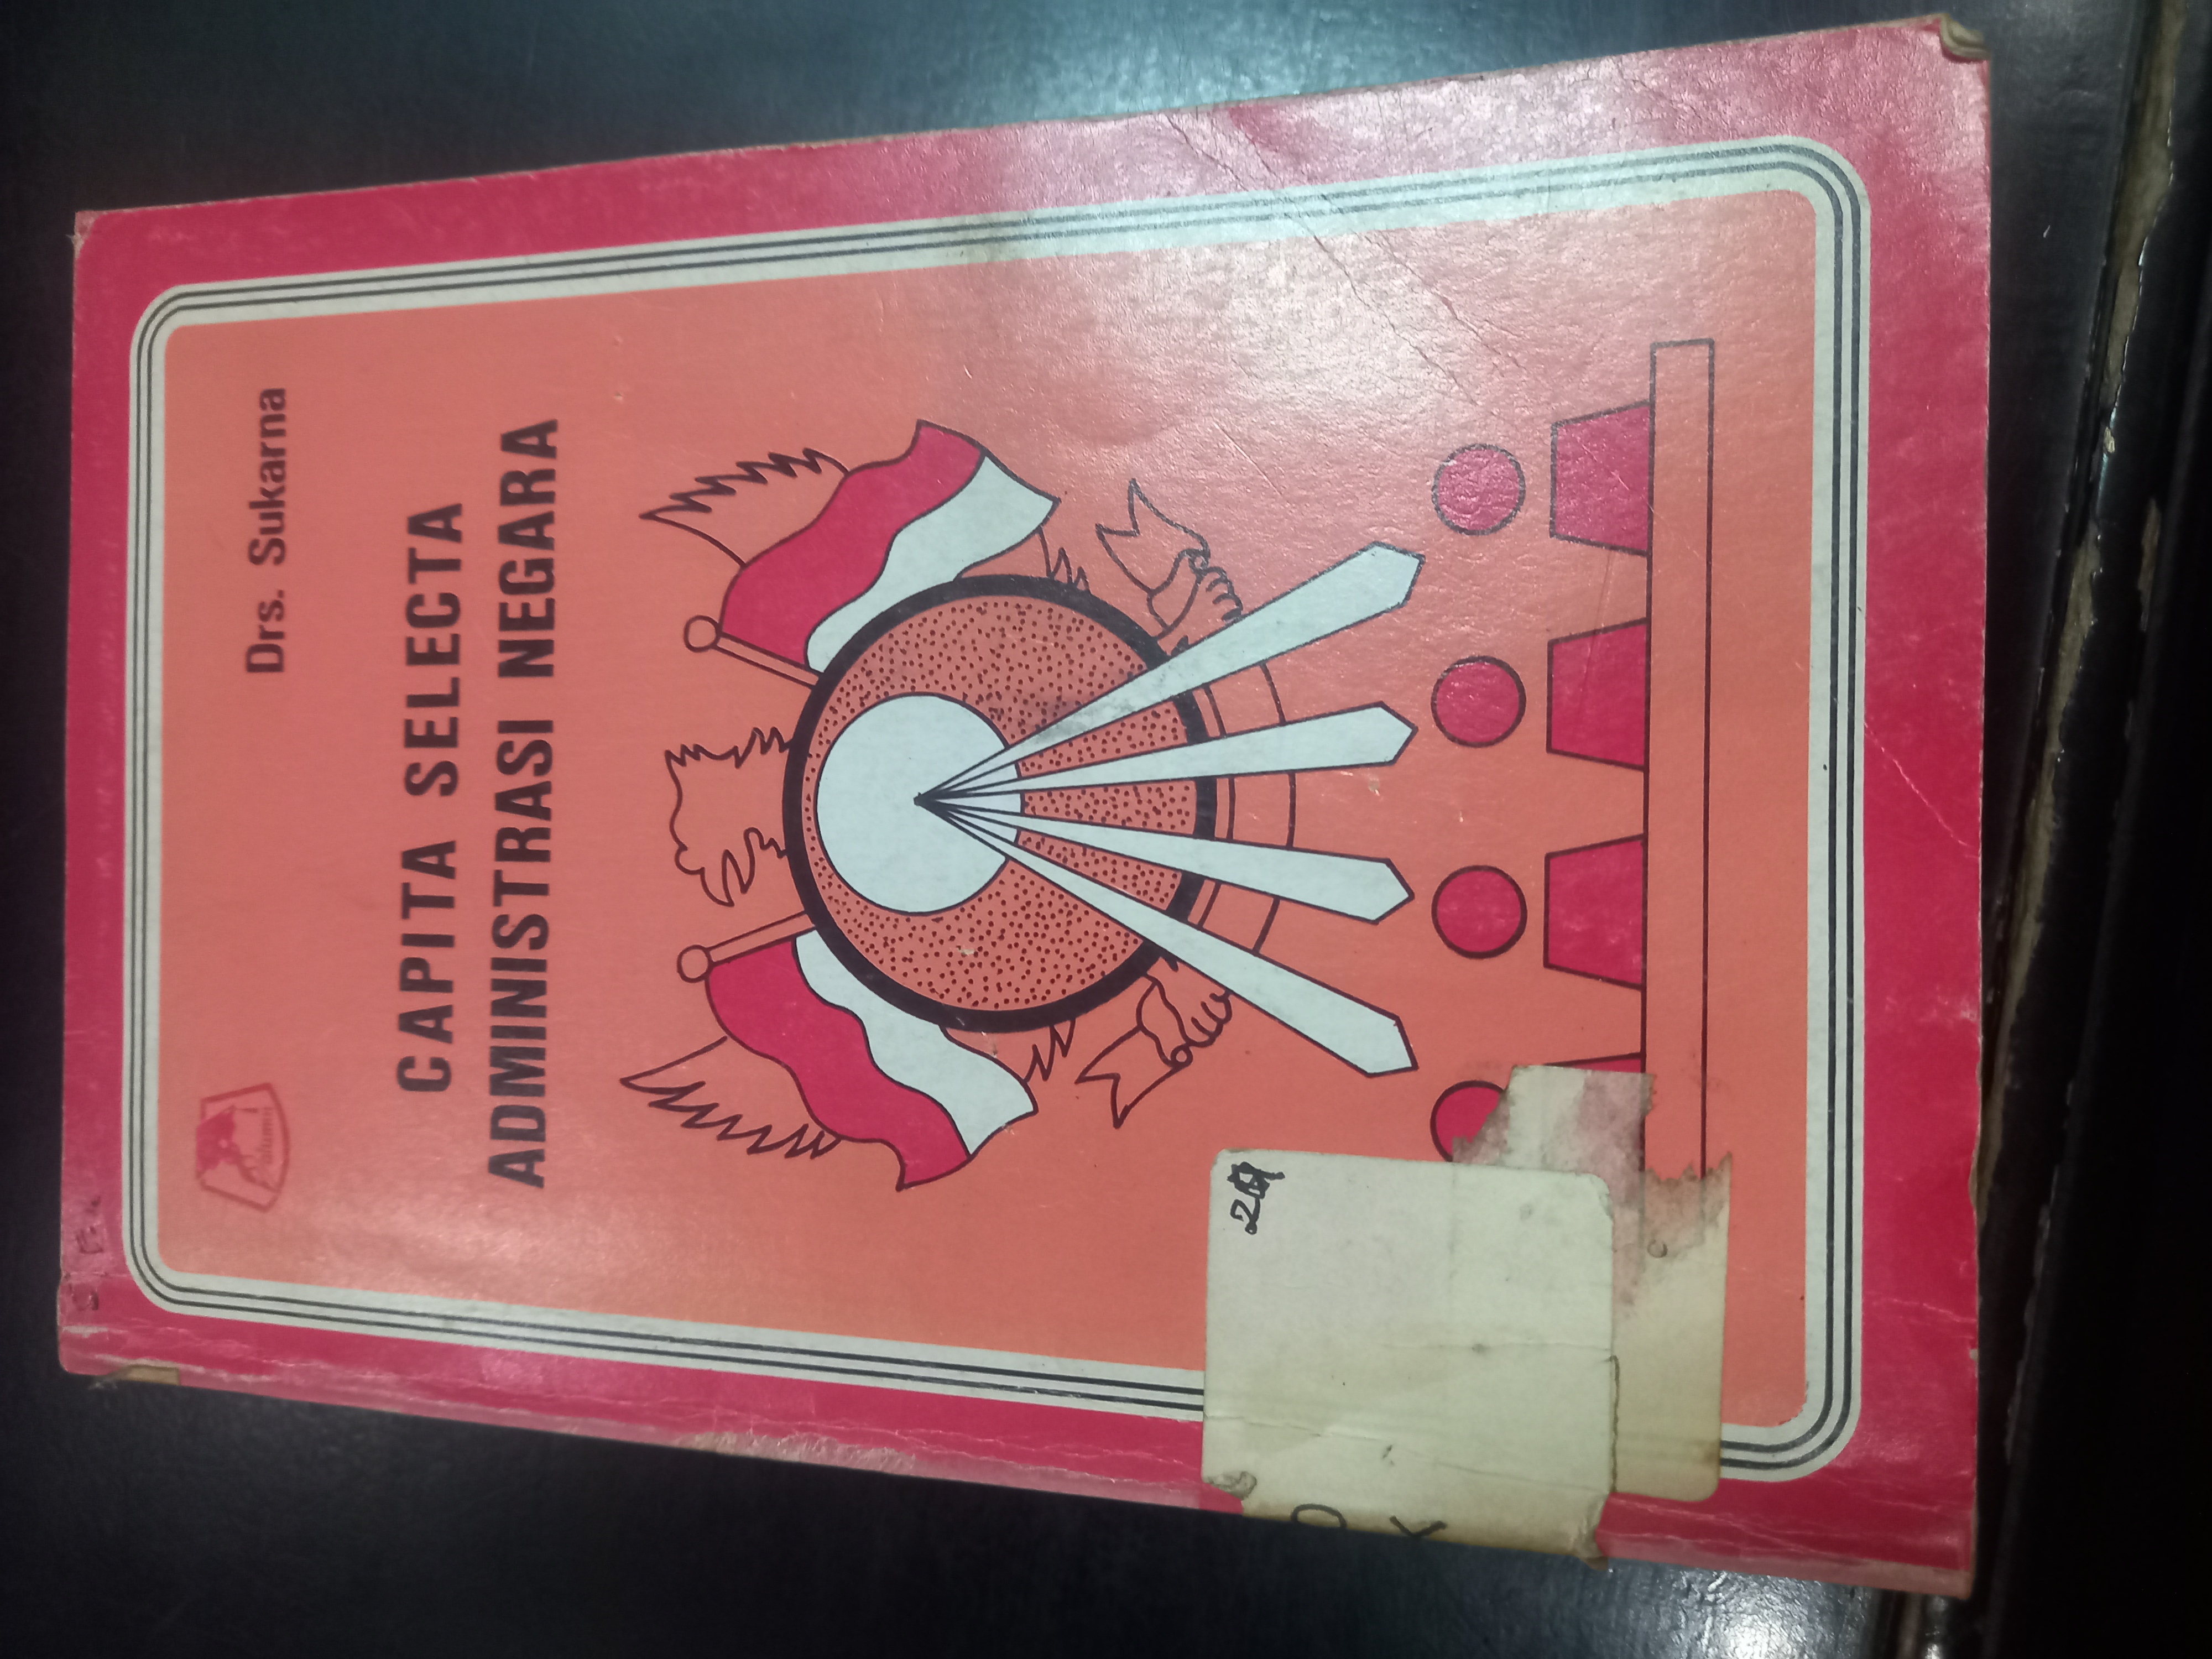 Drs. Sukarna
CAPITA SELECTA
ADMINISTRASI NEGARA